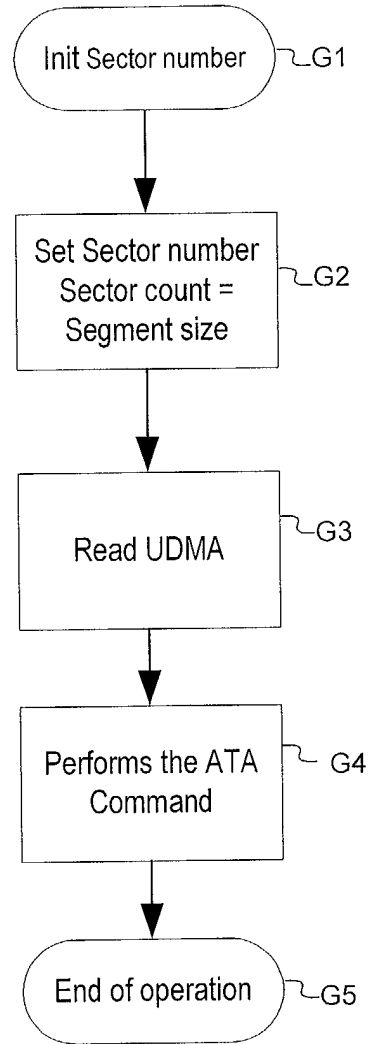 Init Sector number
G1
Set Sector number
Sector count =
Segment size
G2
Read UDMA
G3
Performs the ATA
Command
G4
End of operation
G5